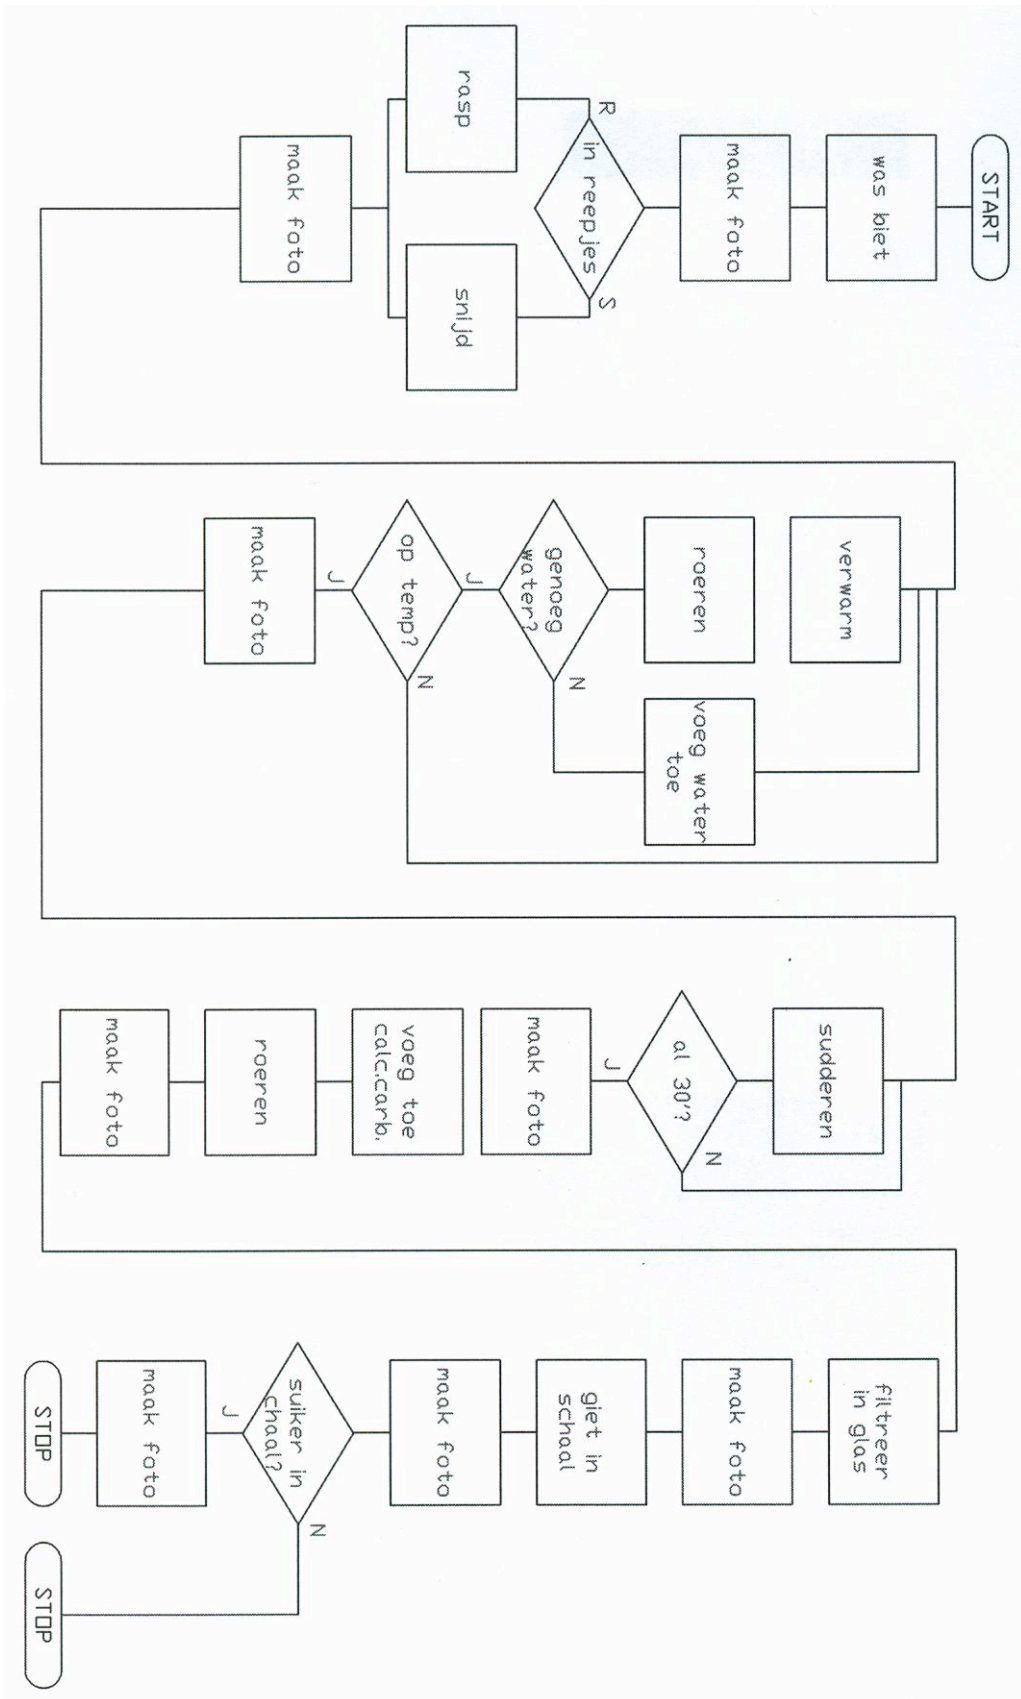 START
was biet
maak foto
in reepjes
R
S
rasp
snijd
maak foto
verwarm
roeren
genoeg
water?
N
voeg water
toe
J
op temp?
N
J
maak foto
sudderen
al 30'?
N
J
maak foto
voeg toe
calc.carb.
roeren
maak foto
filtreer
in glas
maak foto
giet in
schaal
maak foto
suiker in
chaal?
N
J
maak foto
STOP
STOP